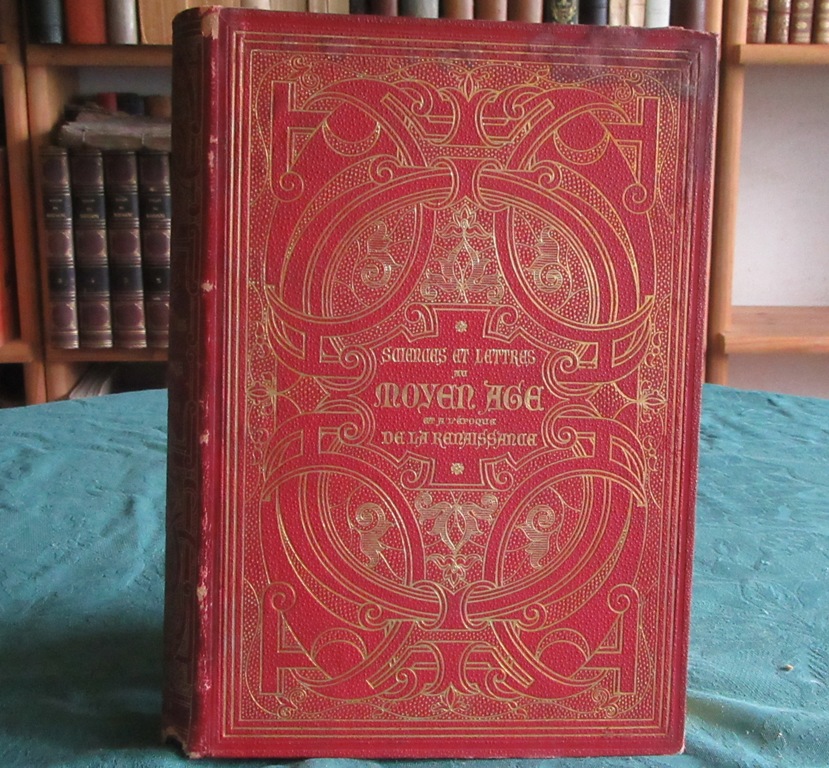 SCIENCES ET LETTRES
AU
MOYEN AGE
ET A L'ÉPOQUE
DE LA RENAISSANCE